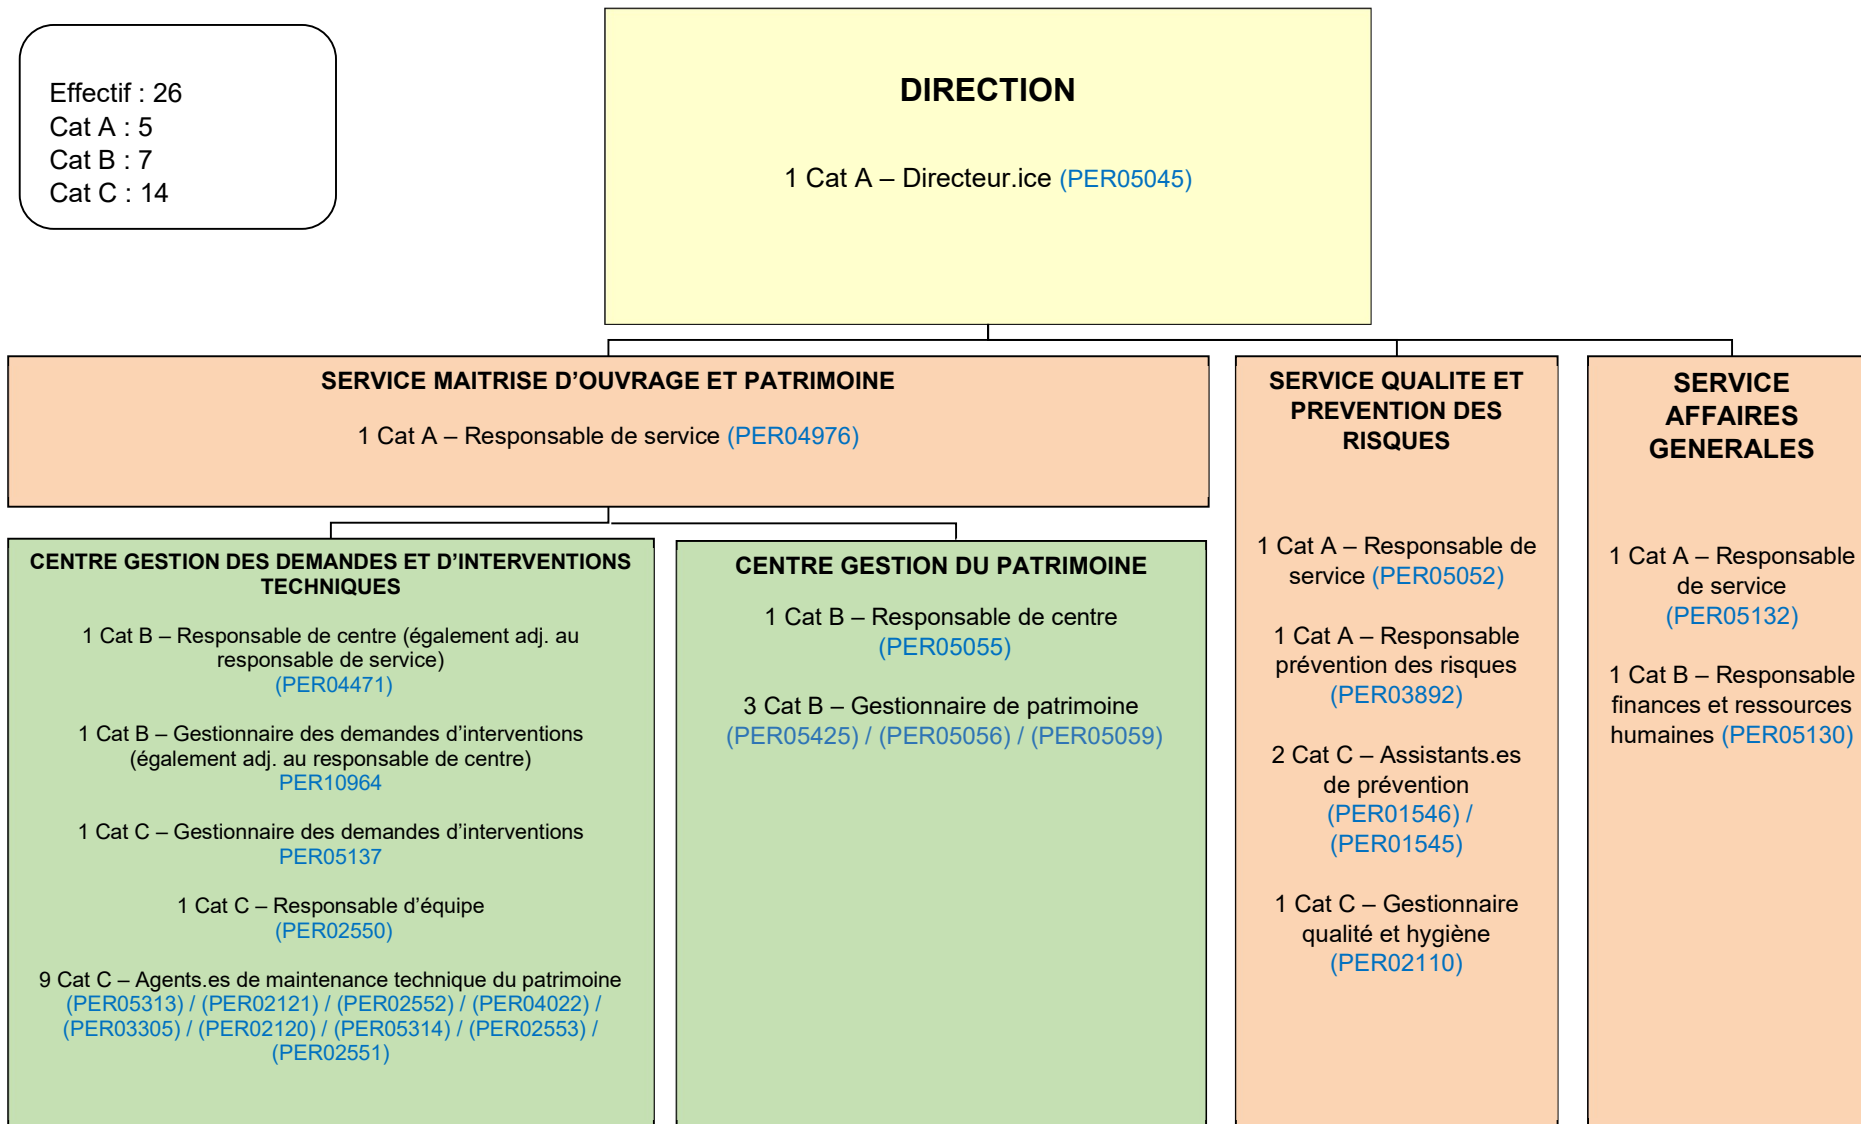 Effectif : 26
Cat A : 5
Cat B : 7
Cat C : 14
DIRECTION
1 Cat A – Directeur.ice (PER05045)
SERVICE MAITRISE D’OUVRAGE ET PATRIMOINE
1 Cat A – Responsable de service (PER04976)
CENTRE GESTION DES DEMANDES ET D’INTERVENTIONS
TECHNIQUES
1 Cat B – Responsable de centre (également adj. au
responsable de service)
(PER04471)
1 Cat B – Gestionnaire des demandes d’interventions
(également adj. au responsable de centre)
PER10964
1 Cat C – Gestionnaire des demandes d’interventions
PER05137
1 Cat C – Responsable d’équipe
(PER02550)
9 Cat C – Agents.es de maintenance technique du patrimoine
(PER05313) / (PER02121) / (PER02552) / (PER04022) /
(PER03305) / (PER02120) / (PER05314) / (PER02553) /
(PER02551)
CENTRE GESTION DU PATRIMOINE
1 Cat B – Responsable de centre
(PER05055)
3 Cat B – Gestionnaire de patrimoine
(PER05425) / (PER05056) / (PER05059)
SERVICE QUALITE ET
PREVENTION DES
RISQUES
1 Cat A – Responsable de
service (PER05052)
1 Cat A – Responsable
prévention des risques
(PER03892)
2 Cat C – Assistants.es
de prévention
(PER01546) /
(PER01545)
1 Cat C – Gestionnaire
qualité et hygiène
(PER02110)
SERVICE
AFFAIRES
GENERALES
1 Cat A – Responsable
de service
(PER05132)
1 Cat B – Responsable
finances et ressources
humaines (PER05130)